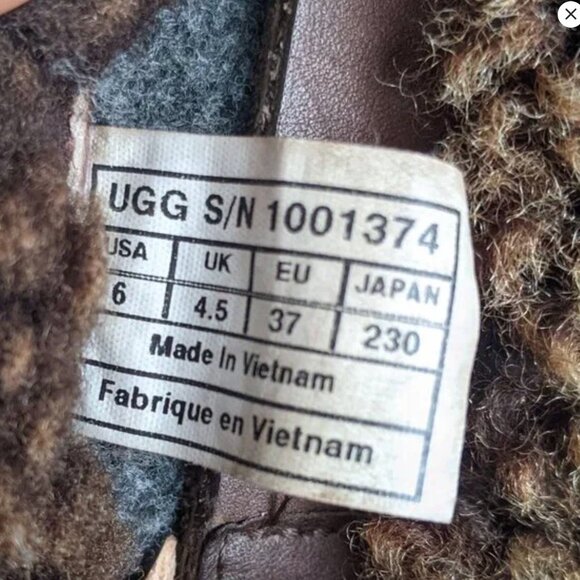 UGG S/N 1001374
USA UK EU JAPAN
6 4.5 37 230
Made In Vietnam
Fabrique en Vietnam